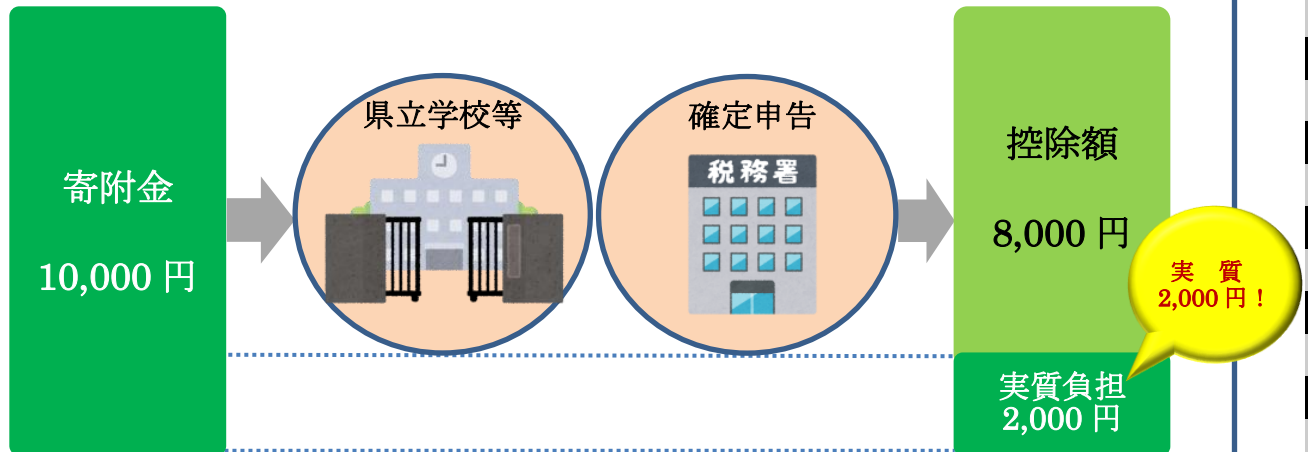 寄附金
10,000 円
県立学校等
確定申告
税務署
控除額
8,000 円
実 質
2,000 円！
実質負担
2,000 円